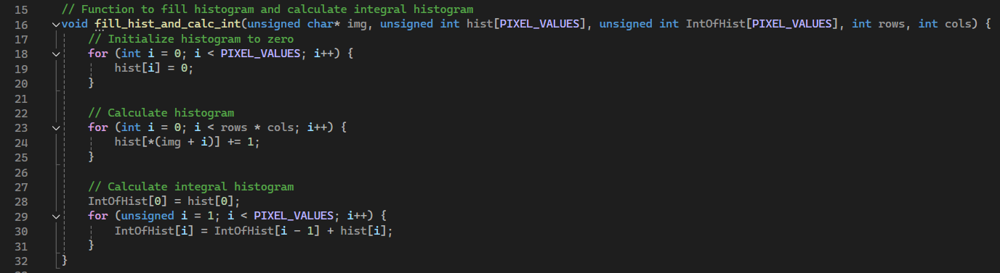 15 // Function to fill histogram and calculate integral histogram
16 void fill_hist_and_calc_int(unsigned char* img, unsigned int hist[PIXEL_VALUES], unsigned int IntOfHist[PIXEL_VALUES], int rows, int cols) {
17 // Initialize histogram to zero
18 for (int i = 0; i < PIXEL_VALUES; i++) {
19 hist[i] = 0;
20 }
21
22 // Calculate histogram
23 for (int i = 0; i < rows * cols; i++) {
24 hist[*(img + i)] += 1;
25 }
26
27 // Calculate integral histogram
28 IntOfHist[0] = hist[0];
29 for (unsigned i = 1; i < PIXEL_VALUES; i++) {
30 IntOfHist[i] = IntOfHist[i - 1] + hist[i];
31 }
32 }